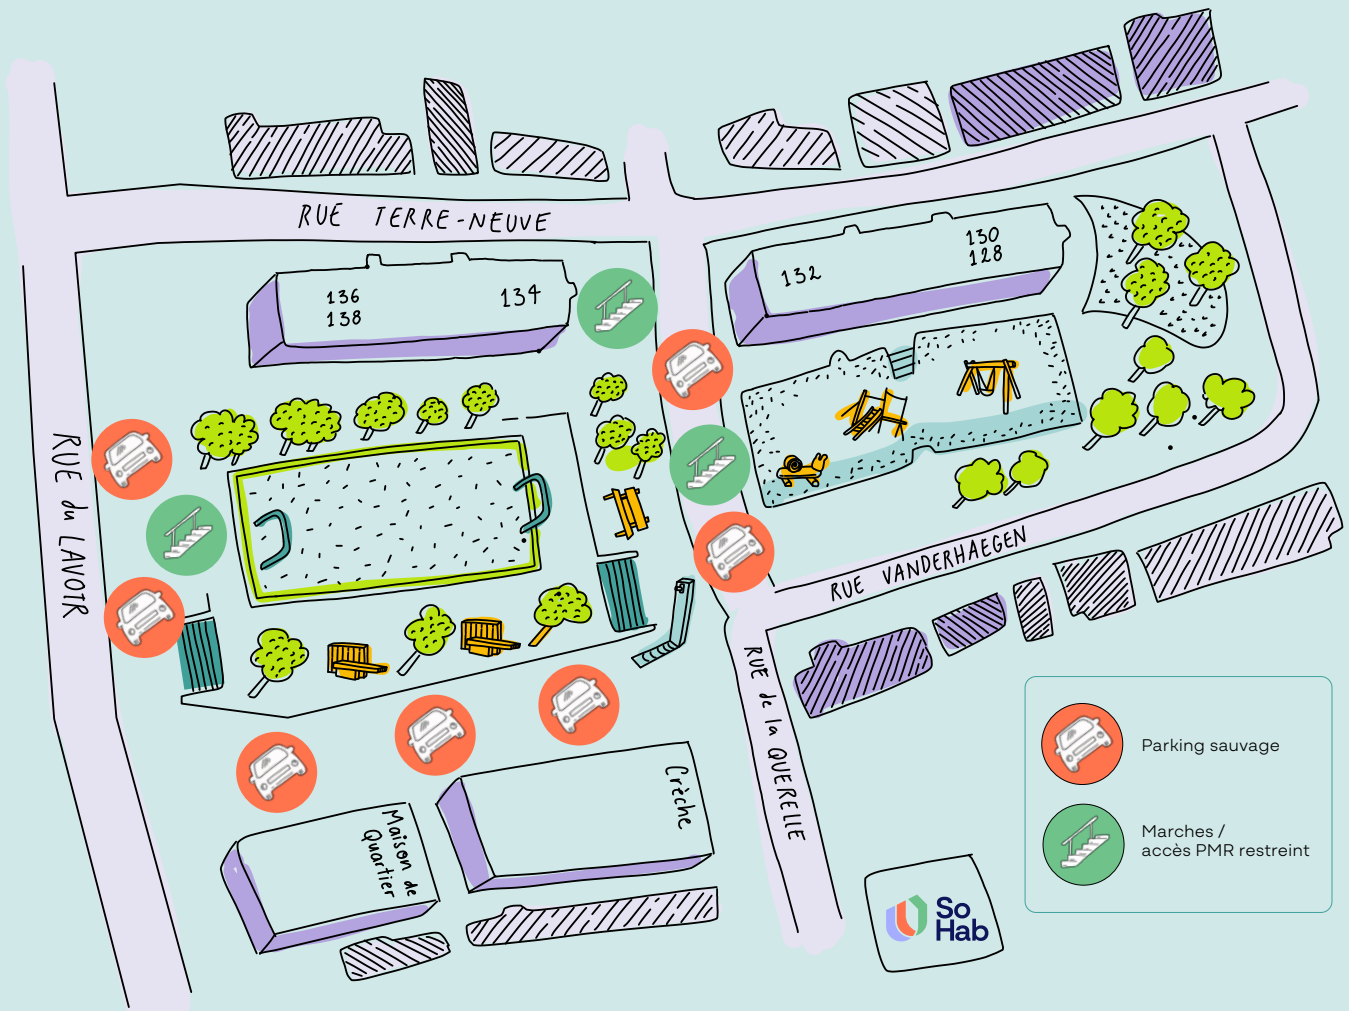 RUE TERRE-NEUVE
136
138
134
132
130
128
RUE du LAVOIR
RUE VANDERHAEGEN
RUE de la QUERELLE
Crèche
Maison de
Quartier
Parking sauvage
Marches /
accès PMR restreint
So
Hab